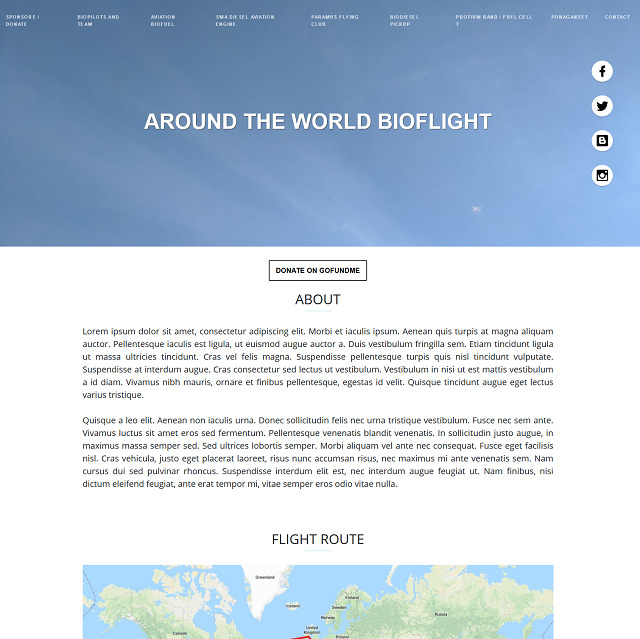 SPONSORS / DONATE
BIOPILOTS AND TEAM
AVIATION BIOFUEL
SMA DIESEL AVIATION ENGINE
PARAMUS FLYING CLUB
BIODIESEL PICKUP
PROTIUM BAND / FUEL CELL T
PONAGANSET
CONTACT
AROUND THE WORLD BIOFLIGHT
DONATE ON GOFUNDME
ABOUT
Lorem ipsum dolor sit amet, consectetur adipiscing elit. Morbi et iaculis ipsum. Aenean quis turpis at magna aliquam
auctor. Pellentesque iaculis est ligula, ut euismod augue auctor a. Duis vestibulum fringilla sem. Etiam tincidunt ligula
ut massa ultricies tincidunt. Cras vel felis magna. Suspendisse pellentesque turpis quis nisl tincidunt vulputate.
Suspendisse at interdum augue. Cras consectetur sed lectus ut vestibulum. Vestibulum in nisi ut est mattis vestibulum
a id diam. Vivamus nibh mauris, ornare et finibus pellentesque, egestas id velit. Quisque tincidunt augue eget lectus
varius tristique.
Quisque a leo elit. Aenean non iaculis urna. Donec sollicitudin felis nec urna tristique vestibulum. Fusce nec sem ante.
Vivamus luctus sit amet eros sed fermentum. Pellentesque venenatis blandit venenatis. In sollicitudin justo augue, in
maximus massa semper sed. Sed ultrices lobortis semper. Morbi aliquam vel ante nec consequat. Fusce eget facilisis
nisl. Cras vehicula, justo eget placerat laoreet, risus nunc accumsan risus, nec maximus mi ante venenatis sem. Nam
cursus dui sed pulvinar rhoncus. Suspendisse interdum elit est, nec interdum augue feugiat ut. Nam finibus, nisi
dictum eleifend feugiat, ante erat tempor mi, vitae semper eros odio vitae nulla.
FLIGHT ROUTE
Greenland
Iceland
Finland
Sweden
Norway
Russia
United Kingdom
Poland
Canada